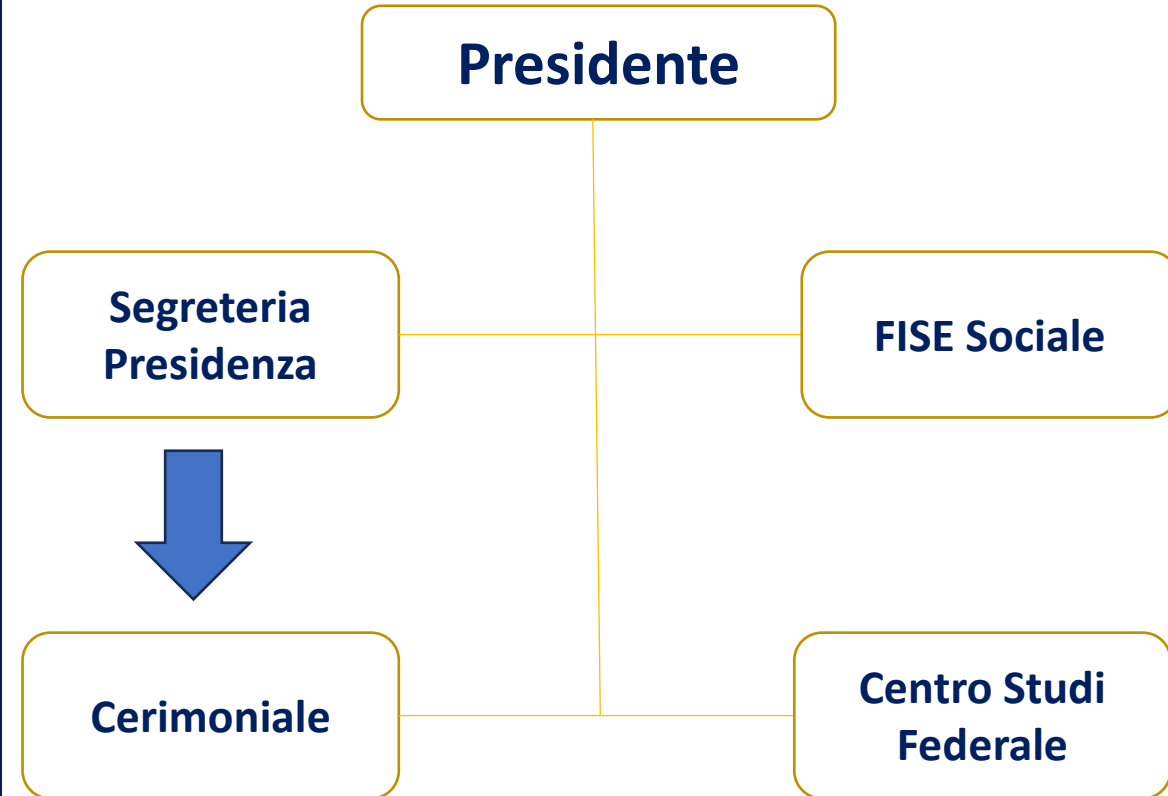 Presidente
Segreteria
Presidenza
FISE Sociale
Cerimoniale
Centro Studi
Federale